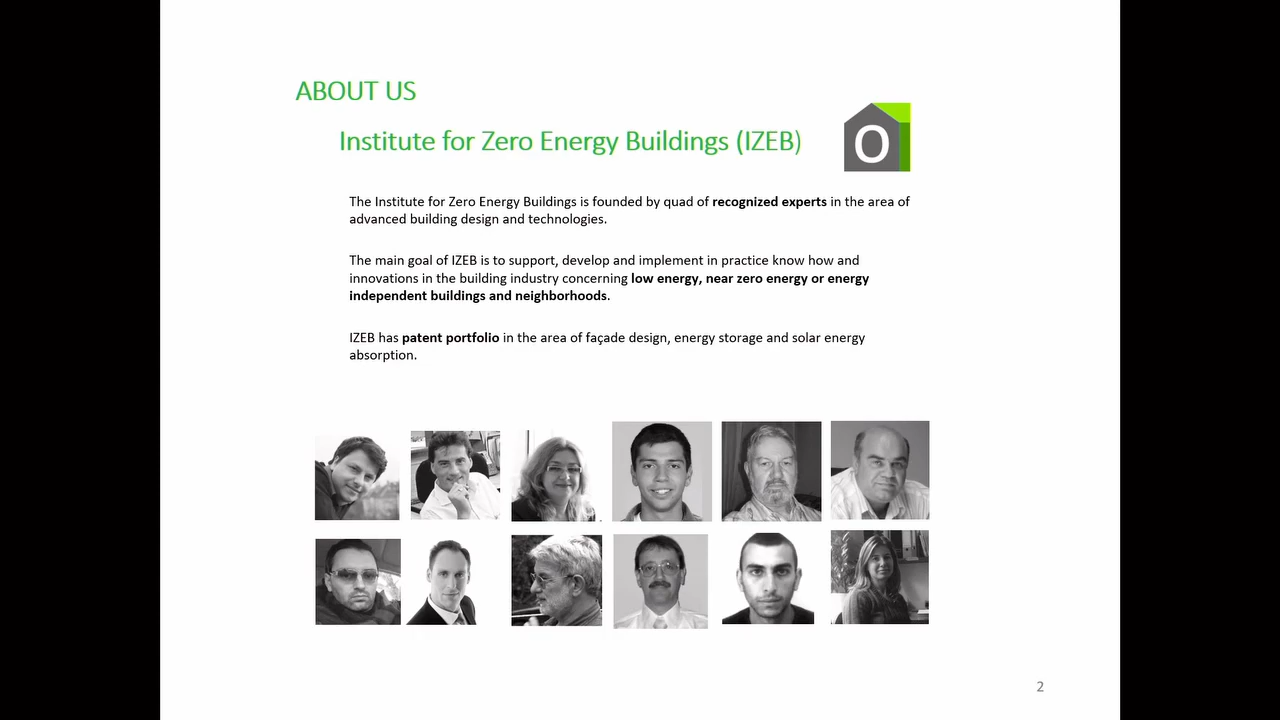 ABOUT US
Institute for Zero Energy Buildings (IZEB)
O
The Institute for Zero Energy Buildings is founded by quad of recognized experts in the area of
advanced building design and technologies.
The main goal of IZEB is to support, develop and implement in practice know how and
innovations in the building industry concerning low energy, near zero energy or energy
independent buildings and neighborhoods.
IZEB has patent portfolio in the area of façade design, energy storage and solar energy
absorption.
2